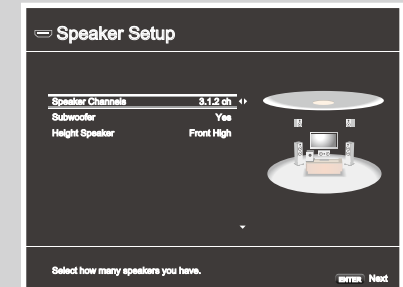 Speaker Setup
Speaker Channels 3.1.2 ch
Subwoofer Yes
Height Speaker Front High
Select how many speakers you have.
ENTER Next